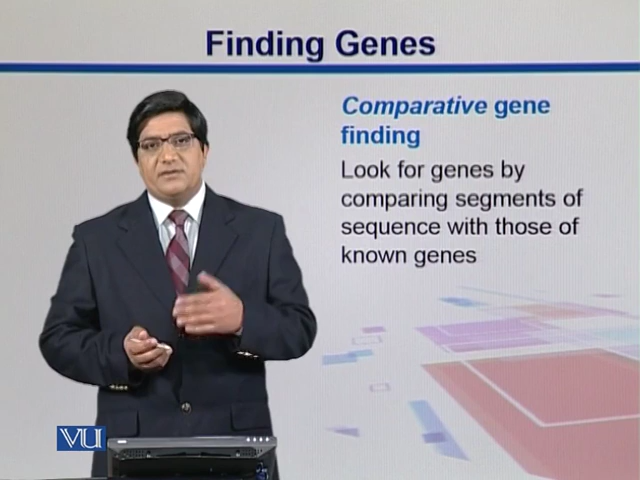 Finding Genes
Comparative gene
finding
Look for genes by
comparing segments of
sequence with those of
known genes
VU